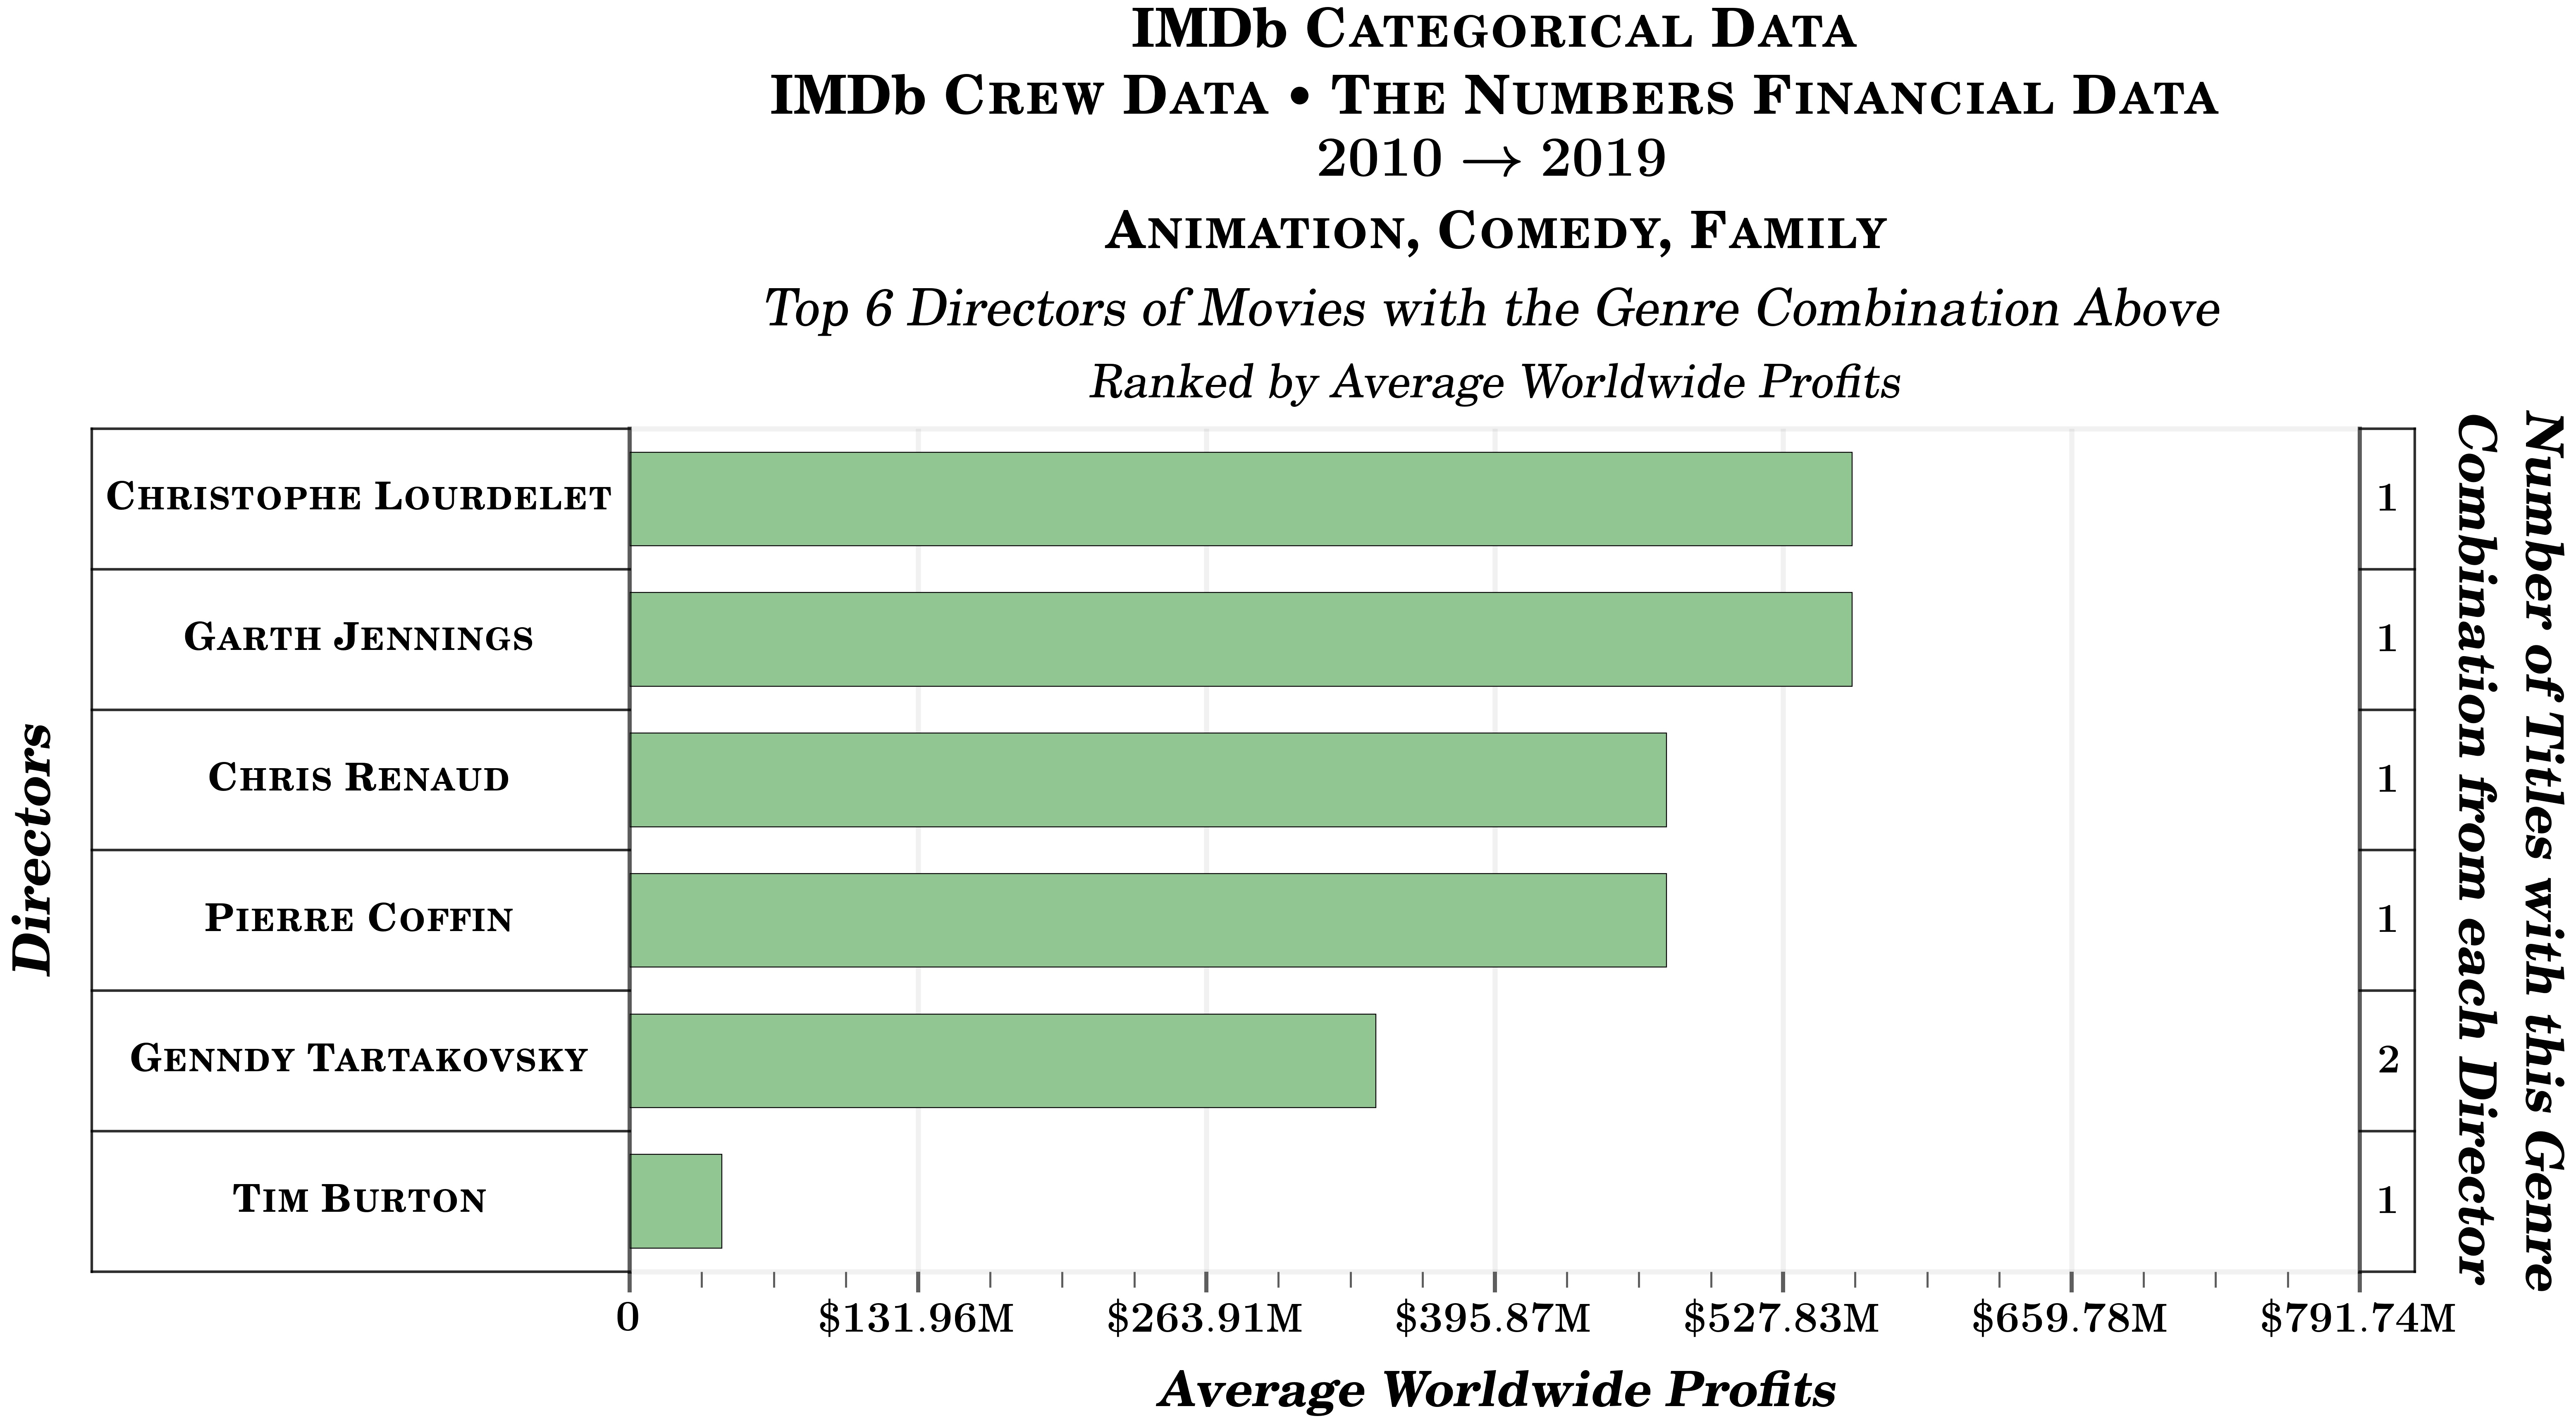 IMDb CATEGORICAL DATA
IMDb CREW DATA • THE NUMBERS FINANCIAL DATA
2010 → 2019
ANIMATION, COMEDY, FAMILY
Top 6 Directors of Movies with the Genre Combination Above
Ranked by Average Worldwide Profits
Directors
CHRISTOPHE LOURDELET
1
GARTH JENNINGS
1
CHRIS RENAUD
1
PIERRE COFFIN
1
GENNDY TARTAKOVSKY
2
TIM BURTON
1
Number of Titles with this Genre
Combination from each Director
0 $131.96M $263.91M $395.87M $527.83M $659.78M $791.74M
Average Worldwide Profits